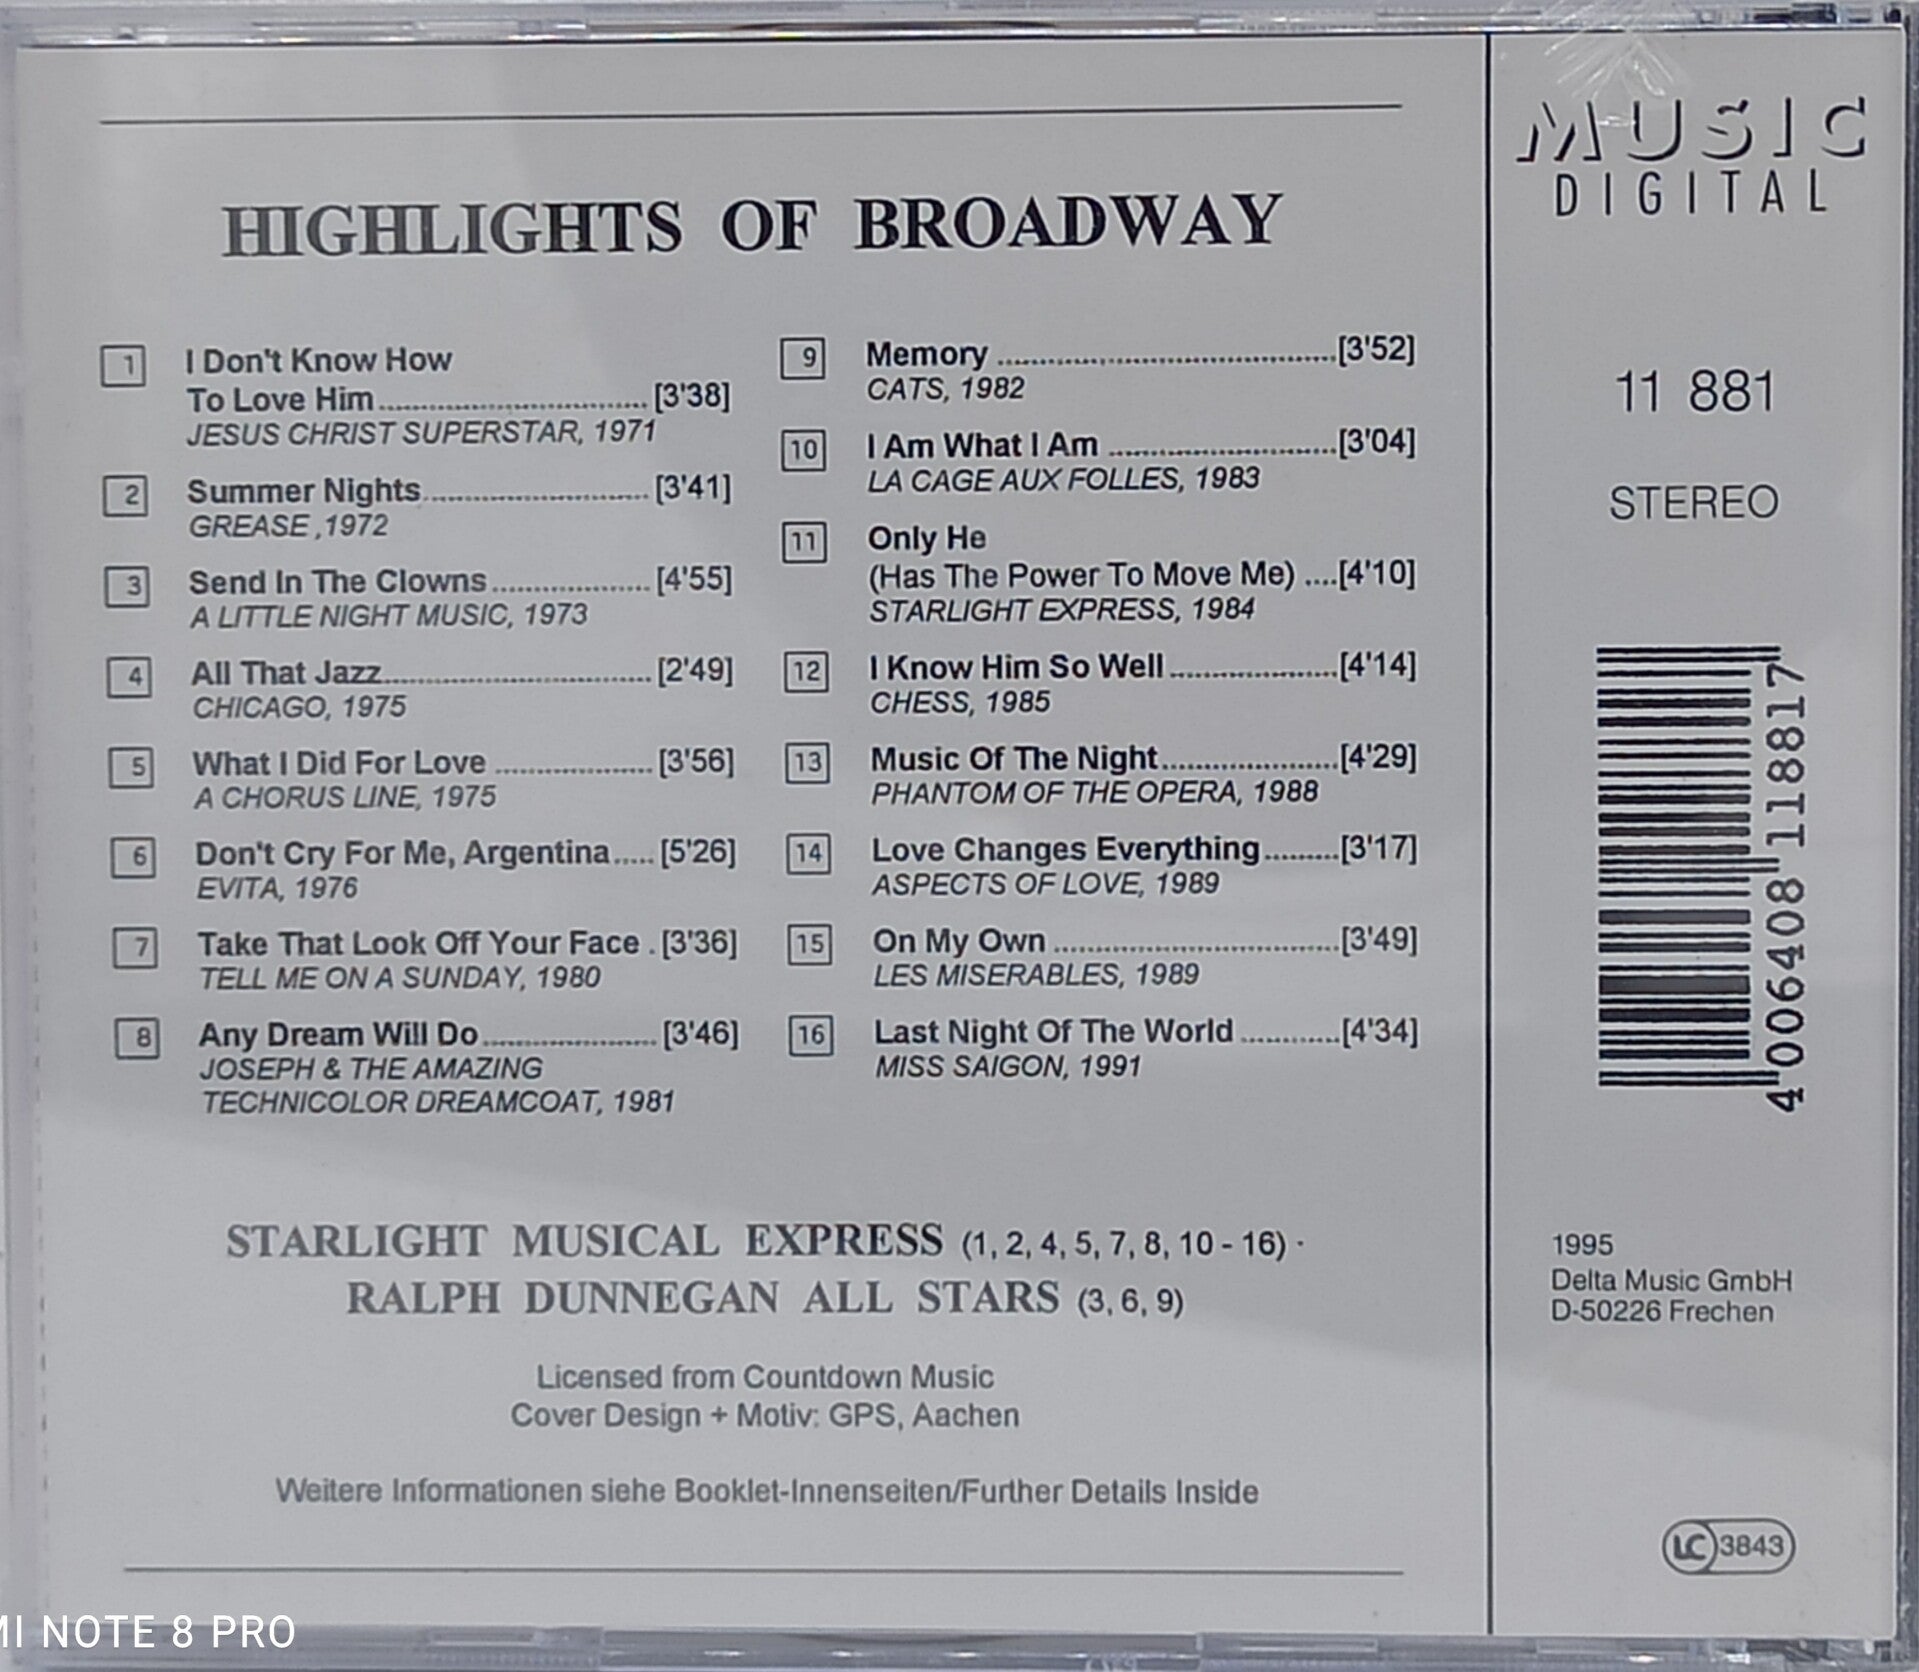 HIGHLIGHTS OF BROADWAY
1 I Don't Know How
To Love Him.............................. [3'38]
JESUS CHRIST SUPERSTAR, 1971
2 Summer Nights......................... [3'41]
GREASE ,1972
3 Send In The Clowns.................. [4'55]
A LITTLE NIGHT MUSIC, 1973
4 All That Jazz.............................. [2'49]
CHICAGO, 1975
5 What I Did For Love .................. [3'56]
A CHORUS LINE, 1975
6 Don't Cry For Me, Argentina..... [5'26]
EVITA, 1976
7 Take That Look Off Your Face . [3'36]
TELL ME ON A SUNDAY, 1980
8 Any Dream Will Do.................... [3'46]
JOSEPH & THE AMAZING
TECHNICOLOR DREAMCOAT, 1981
9 Memory ......................................[3'52]
CATS, 1982
10 I Am What I Am ..........................[3'04]
LA CAGE AUX FOLLES, 1983
11 Only He
(Has The Power To Move Me) ....[4'10]
STARLIGHT EXPRESS, 1984
12 I Know Him So Well ...................[4'14]
CHESS, 1985
13 Music Of The Night....................[4'29]
PHANTOM OF THE OPERA, 1988
14 Love Changes Everything.........[3'17]
ASPECTS OF LOVE, 1989
15 On My Own ................................[3'49]
LES MISERABLES, 1989
16 Last Night Of The World ............[4'34]
MISS SAIGON, 1991
STARLIGHT MUSICAL EXPRESS (1, 2, 4, 5, 7, 8, 10 - 16) ·
RALPH DUNNEGAN ALL STARS (3, 6, 9)
Licensed from Countdown Music
Cover Design + Motiv: GPS, Aachen
Weitere Informationen siehe Booklet-Innenseiten/Further Details Inside
MUSIC
DIGITAL
11 881
STEREO
4 006408 118817
1995
Delta Music GmbH
D-50226 Frechen
LC 3843
MI NOTE 8 PRO